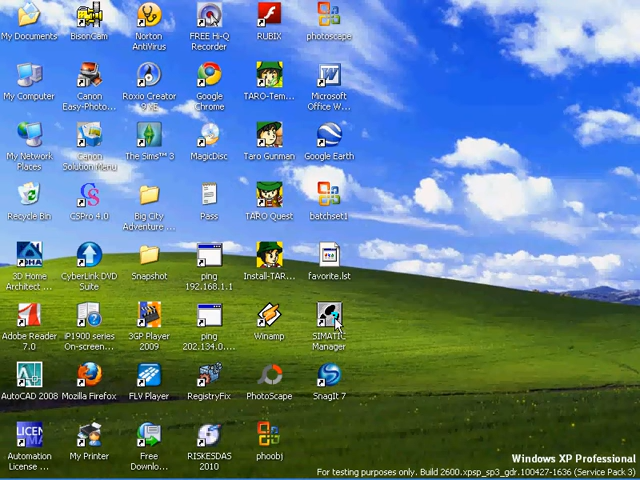 My Documents
BisonCam
Norton
AntiVirus
FREE Hi-Q
Recorder
RUBIX
photoscape
My Computer
Canon
Easy-Photo...
Roxio Creator
9 XE
Google
Chrome
TARO-Tem...
Microsoft
Office W...
My Network
Places
Canon
Solution Menu
The Sims™ 3
MagicDisc
Taro Gunman
Google Earth
Recycle Bin
CSPro 4.0
Big City
Adventure ...
Pass
TARO Quest
batchset1
3D Home
Architect ...
CyberLink DVD
Suite
Snapshot
ping
192.168.1.1
Install-TAR...
favorite.lst
Adobe Reader
7.0
iP1900 series
On-screen...
3GP Player
2009
ping
202.134.0....
Winamp
SIMATIC
Manager
AutoCAD 2008
Mozilla Firefox
FLV Player
RegistryFix
PhotoScape
SnagIt 7
Automation
License ...
My Printer
Free
Downlo...
RISKESDAS
2010
phoobj
Windows XP Professional
For testing purposes only. Build 2600.xpsp_sp3_gdr.100427-1636 (Service Pack 3)